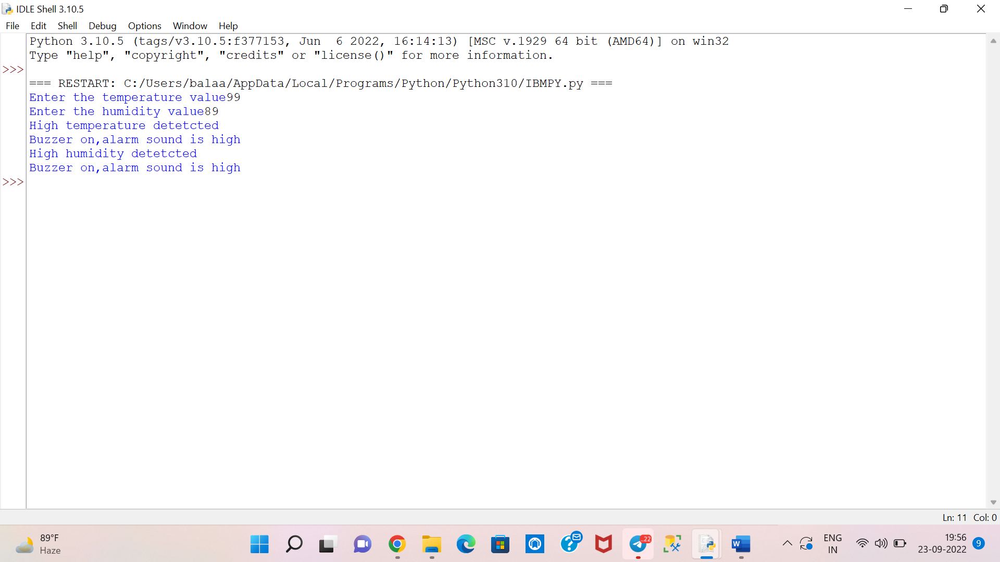 IDLE Shell 3.10.5
File Edit Shell Debug Options Window Help
Python 3.10.5 (tags/v3.10.5:f377153, Jun  6 2022, 16:14:13) [MSC v.1929 64 bit (AMD64)] on win32
Type "help", "copyright", "credits" or "license()" for more information.
>>>
=== RESTART: C:/Users/balaa/AppData/Local/Programs/Python/Python310/IBMPY.py ===
Enter the temperature value99
Enter the humidity value89
High temperature detetcted
Buzzer on,alarm sound is high
High humidity detetcted
Buzzer on,alarm sound is high
>>>
Ln: 11 Col: 0
89°F
Haze
..22
W
ENG
IN
19:56
23-09-2022
9